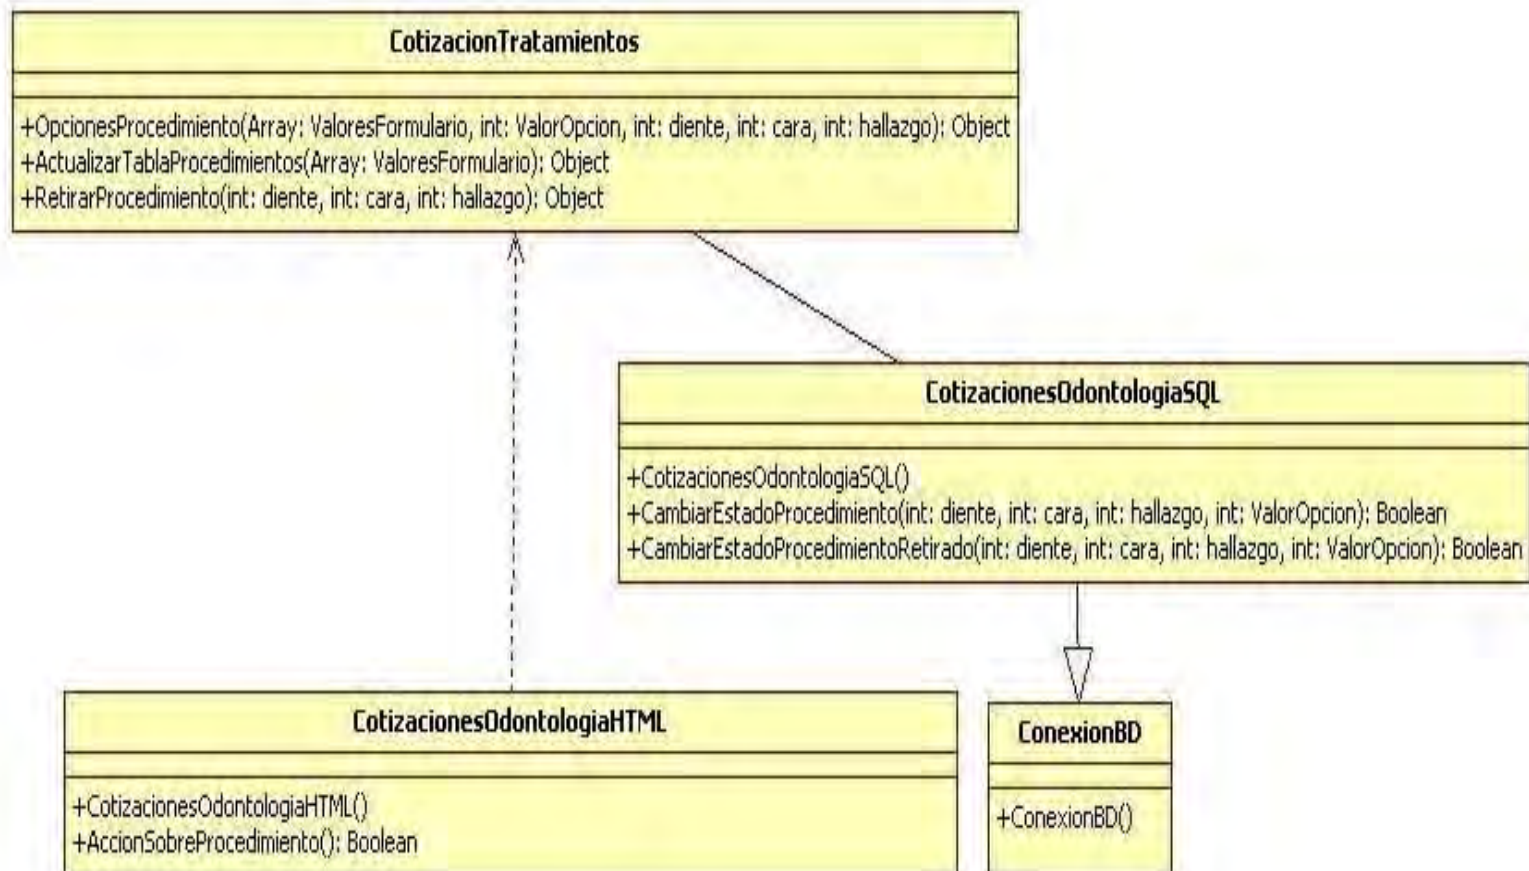 CotizacionTratamientos
+OpcionesProcedimiento(Array: ValoresFormulario, int: ValorOpcion, int: diente, int: cara, int: hallazgo): Object
+ActualizarTablaProcedimientos(Array: ValoresFormulario): Object
+RetirarProcedimiento(int: diente, int: cara, int: hallazgo): Object
CotizacionesOdontologiaSQL
+CotizacionesOdontologiaSQL()
+CambiarEstadoProcedimiento(int: diente, int: cara, int: hallazgo, int: ValorOpcion): Boolean
+CambiarEstadoProcedimientoRetirado(int: diente, int: cara, int: hallazgo, int: ValorOpcion): Boolean
CotizacionesOdontologiaHTML
+CotizacionesOdontologiaHTML()
+AccionSobreProcedimiento(): Boolean
ConexionBD
+ConexionBD()